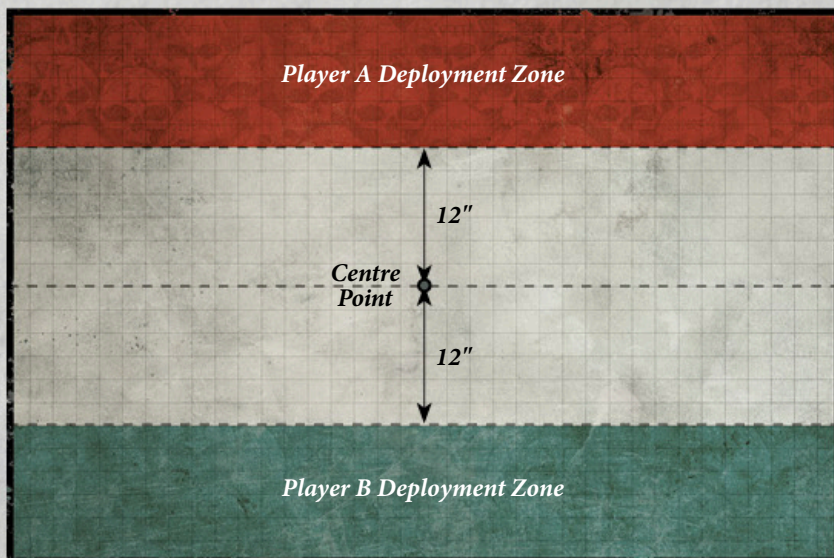 Player A Deployment Zone
12"
Centre
Point
12"
Player B Deployment Zone